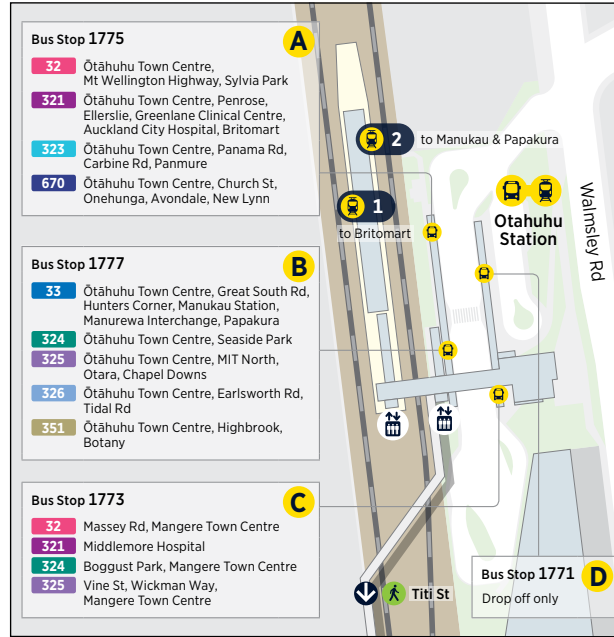 Bus Stop 1775
A
32 Ōtāhuhu Town Centre,
Mt Wellington Highway, Sylvia Park
321 Ōtāhuhu Town Centre, Penrose,
Ellerslie, Greenlane Clinical Centre,
Auckland City Hospital, Britomart
323 Ōtāhuhu Town Centre, Panama Rd,
Carbine Rd, Panmure
670 Ōtāhuhu Town Centre, Church St,
Onehunga, Avondale, New Lynn
2 to Manukau & Papakura
1
to Britomart
Otahuhu
Station
Walmsley Rd
Bus Stop 1777
B
33 Ōtāhuhu Town Centre, Great South Rd,
Hunters Corner, Manukau Station,
Manurewa Interchange, Papakura
324 Ōtāhuhu Town Centre, Seaside Park
325 Ōtāhuhu Town Centre, MIT North,
Otara, Chapel Downs
326 Ōtāhuhu Town Centre, Earlsworth Rd,
Tidal Rd
351 Ōtāhuhu Town Centre, Highbrook,
Botany
Bus Stop 1773
C
32 Massey Rd, Mangere Town Centre
321 Middlemore Hospital
324 Boggust Park, Mangere Town Centre
325 Vine St, Wickman Way,
Mangere Town Centre
Titi St
Bus Stop 1771
D
Drop off only